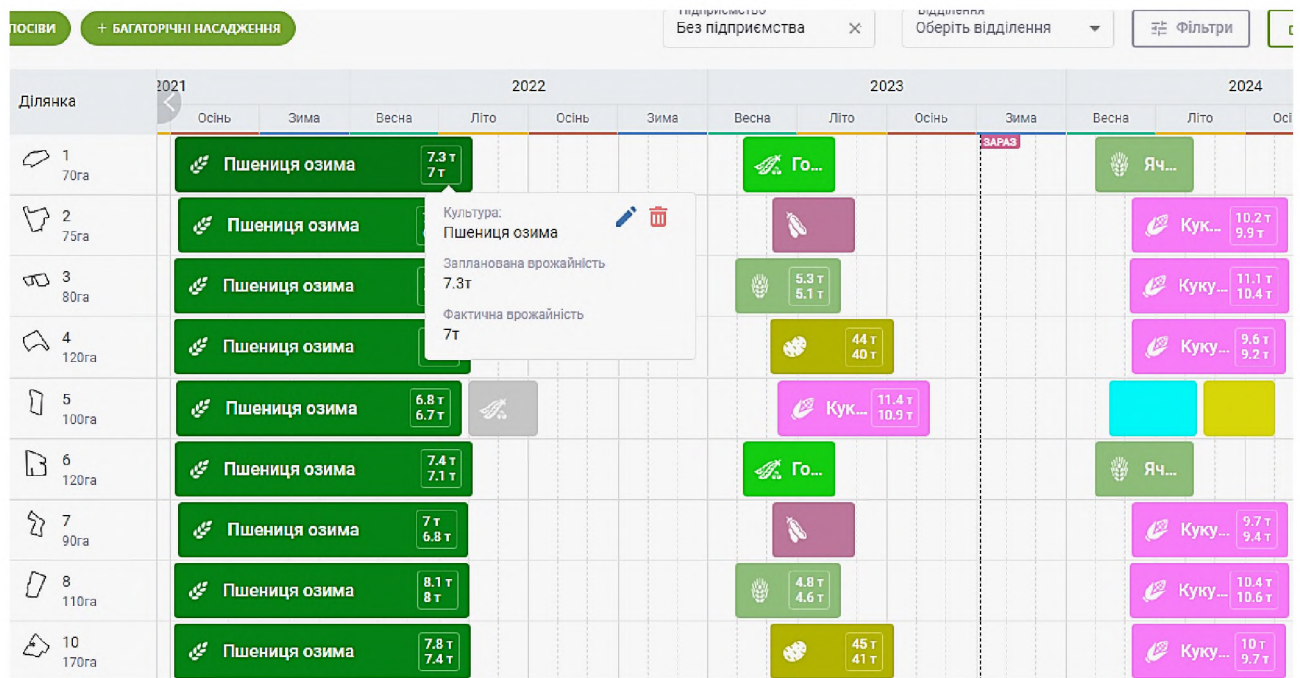 ПОСІВИ
+ БАГАТОРІЧНІ НАСАДЖЕННЯ
Підприємство
Без підприємства
Відділення
Оберіть відділення
Фільтри
Ділянка
2021
2022
2023
2024
Осінь Зима Весна Літо Осінь Зима Весна Літо Осінь Зима Весна Літо Осі
ЗАРАЗ
1
70га
Пшениця озима
7.3 т
7 т
Го...
Яч...
2
75га
Пшениця озима
Кук...
10.2 т
9.9 т
Культура:
Пшениця озима
Запланована врожайність
7.3т
Фактична врожайність
7т
3
80га
Пшениця озима
5.3 т
5.1 т
Куку...
11.1 т
10.4 т
4
120га
Пшениця озима
44 т
40 т
Куку...
9.6 т
9.2 т
5
100га
Пшениця озима
6.8 т
6.7 т
Кук...
11.4 т
10.9 т
6
120га
Пшениця озима
7.4 т
7.1 т
Го...
Яч...
7
90га
Пшениця озима
7 т
6.8 т
Куку...
9.7 т
9.4 т
8
110га
Пшениця озима
8.1 т
8 т
4.8 т
4.6 т
Куку...
10.4 т
10.6 т
10
170га
Пшениця озима
7.8 т
7.4 т
45 т
41 т
Куку...
10 т
9.7 т